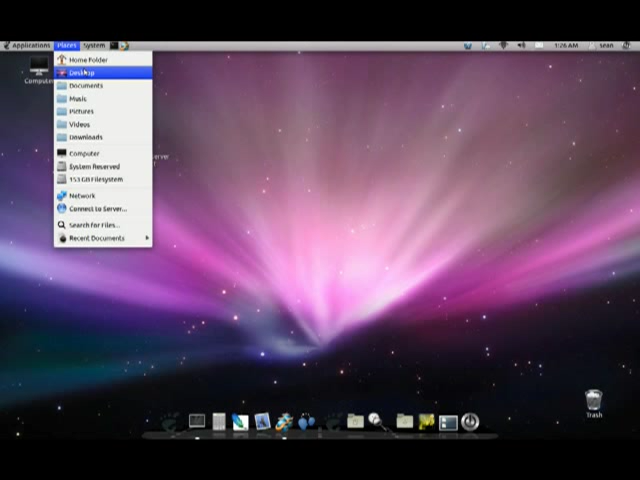 Applications Places System 1:26 AM sean
Home Folder
Desktop
Documents
Music
Pictures
Videos
Downloads
Computer
System Reserved
153 GB Filesystem
Network
Connect to Server...
Search for Files...
Recent Documents
Computer
Trash